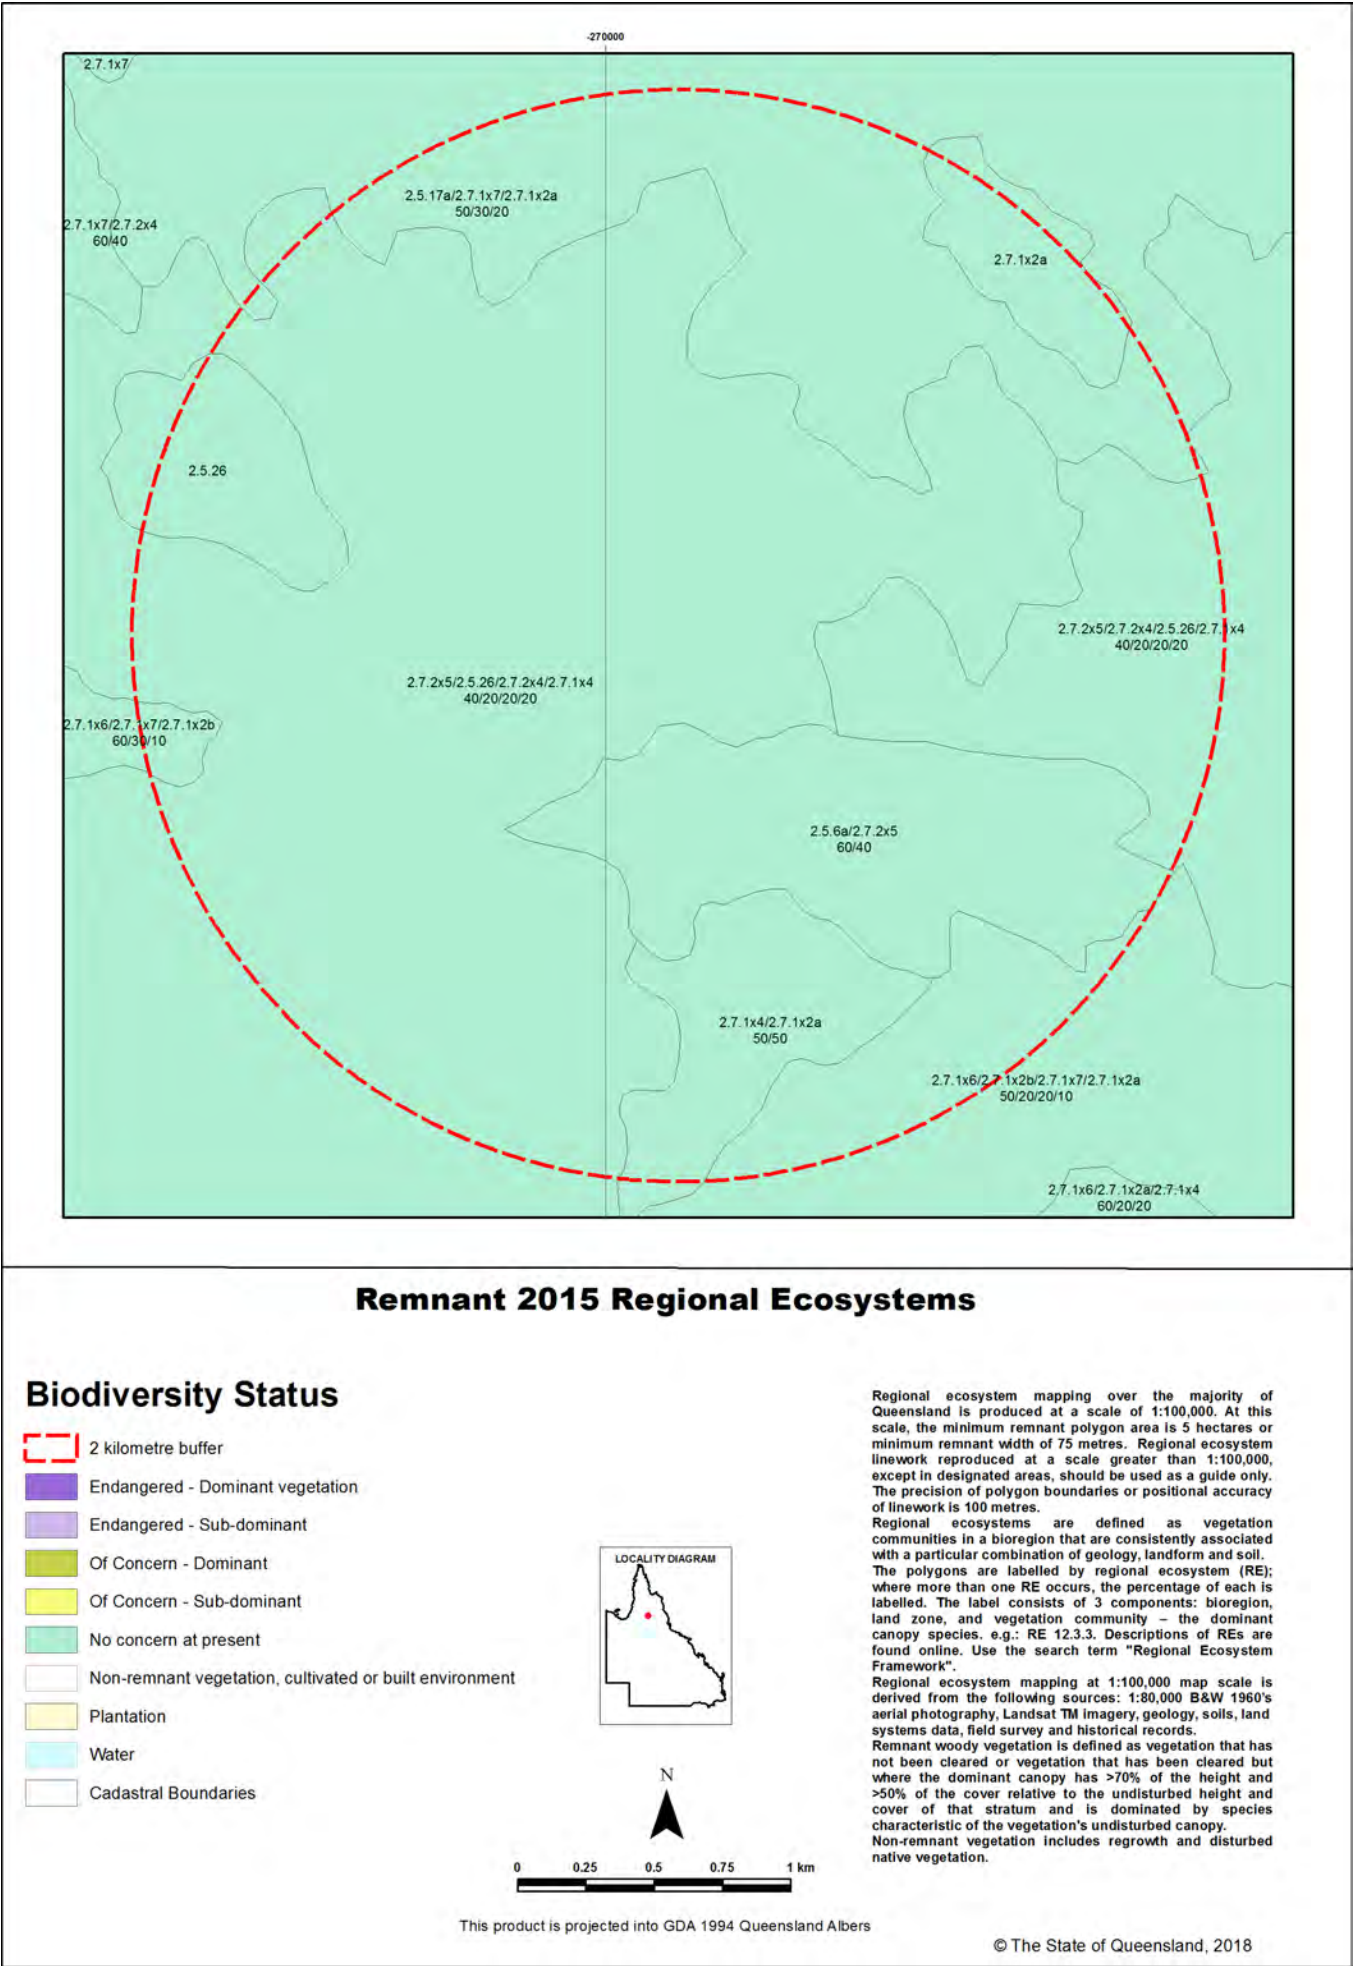 -270000
2.7.1x7
2.5.17a/2.7.1x7/2.7.1x2a
50/30/20
2.7.1x7/2.7.2x4
60/40
2.7.1x2a
2.5.26
2.7.2x5/2.7.2x4/2.5.26/2.7.1x4
40/20/20/20
2.7.2x5/2.5.26/2.7.2x4/2.7.1x4
40/20/20/20
2.7.1x6/2.7.1x7/2.7.1x2b
60/30/10
2.5.6a/2.7.2x5
60/40
2.7.1x4/2.7.1x2a
50/50
2.7.1x6/2.7.1x2b/2.7.1x7/2.7.1x2a
50/20/20/10
2.7.1x6/2.7.1x2a/2.7.1x4
60/20/20
Remnant 2015 Regional Ecosystems
Biodiversity Status
2 kilometre buffer
Endangered - Dominant vegetation
Endangered - Sub-dominant
Of Concern - Dominant
Of Concern - Sub-dominant
No concern at present
Non-remnant vegetation, cultivated or built environment
Plantation
Water
Cadastral Boundaries
LOCALITY DIAGRAM
N
0 0.25 0.5 0.75 1 km
This product is projected into GDA 1994 Queensland Albers
Regional ecosystem mapping over the majority of
Queensland is produced at a scale of 1:100,000. At this
scale, the minimum remnant polygon area is 5 hectares or
minimum remnant width of 75 metres. Regional ecosystem
linework reproduced at a scale greater than 1:100,000,
except in designated areas, should be used as a guide only.
The precision of polygon boundaries or positional accuracy
of linework is 100 metres.
Regional ecosystems are defined as vegetation
communities in a bioregion that are consistently associated
with a particular combination of geology, landform and soil.
The polygons are labelled by regional ecosystem (RE);
where more than one RE occurs, the percentage of each is
labelled. The label consists of 3 components: bioregion,
land zone, and vegetation community – the dominant
canopy species. e.g.: RE 12.3.3. Descriptions of REs are
found online. Use the search term "Regional Ecosystem
Framework".
Regional ecosystem mapping at 1:100,000 map scale is
derived from the following sources: 1:80,000 B&W 1960's
aerial photography, Landsat TM imagery, geology, soils, land
systems data, field survey and historical records.
Remnant woody vegetation is defined as vegetation that has
not been cleared or vegetation that has been cleared but
where the dominant canopy has >70% of the height and
>50% of the cover relative to the undisturbed height and
cover of that stratum and is dominated by species
characteristic of the vegetation's undisturbed canopy.
Non-remnant vegetation includes regrowth and disturbed
native vegetation.
© The State of Queensland, 2018